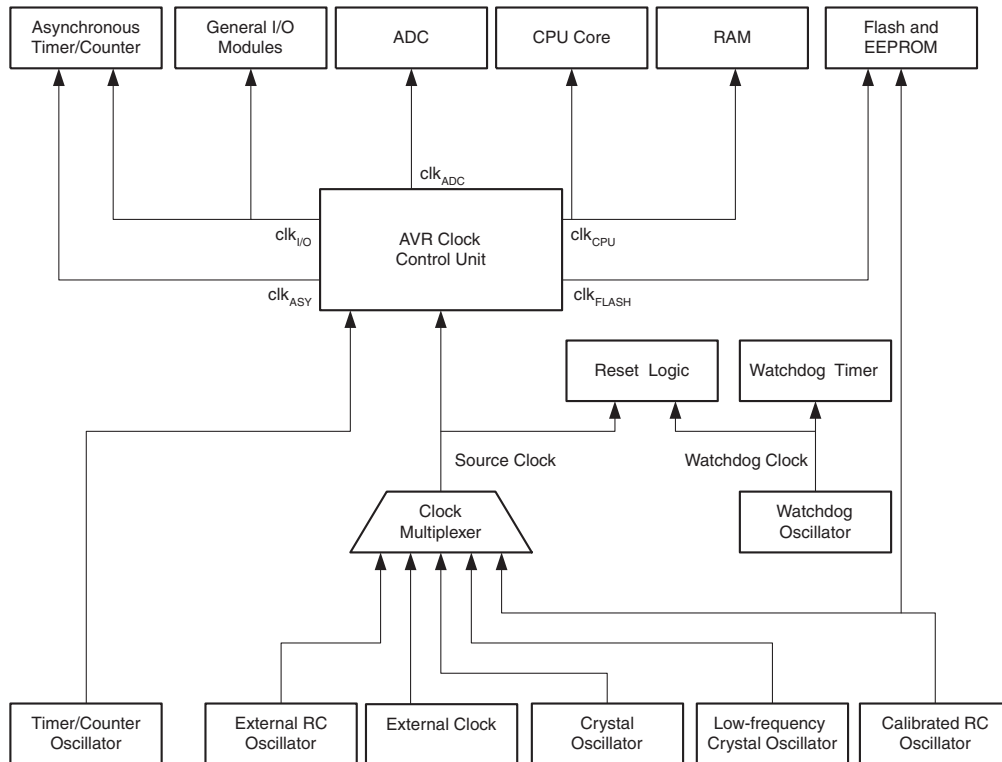 Asynchronous
Timer/Counter
General I/O
Modules
ADC
CPU Core
RAM
Flash and
EEPROM
clkADC
clkI/O
AVR Clock
Control Unit
clkCPU
clkASY
clkFLASH
Reset Logic
Watchdog Timer
Source Clock
Watchdog Clock
Clock
Multiplexer
Watchdog
Oscillator
Timer/Counter
Oscillator
External RC
Oscillator
External Clock
Crystal
Oscillator
Low-frequency
Crystal Oscillator
Calibrated RC
Oscillator